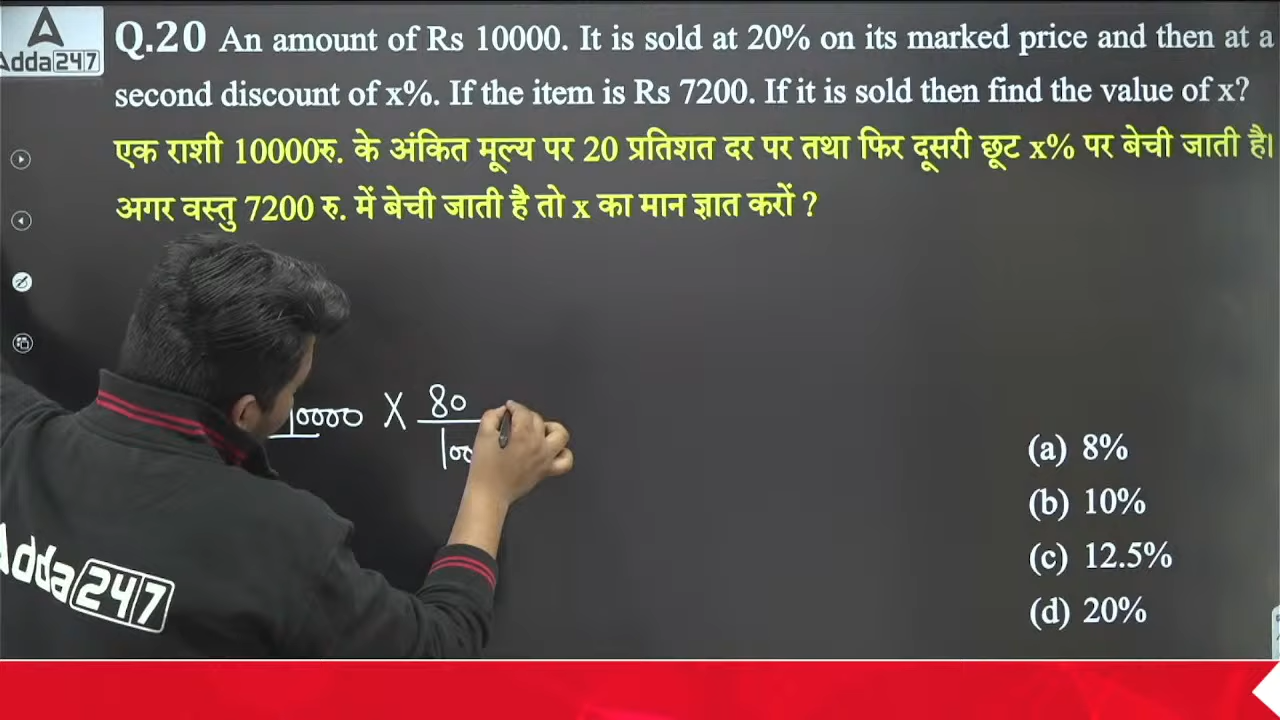 Adda247
Q.20 An amount of Rs 10000. It is sold at 20% on its marked price and then at a
second discount of x%. If the item is Rs 7200. If it is sold then find the value of x?
एक राशी 10000रु. के अंकित मूल्य पर 20 प्रतिशत दर पर तथा फिर दूसरी छूट x% पर बेची जाती है।
अगर वस्तु 7200 रु. में बेची जाती है तो x का मान ज्ञात करों ?
10000 X 80
100
(a) 8%
(b) 10%
(c) 12.5%
(d) 20%
Adda247